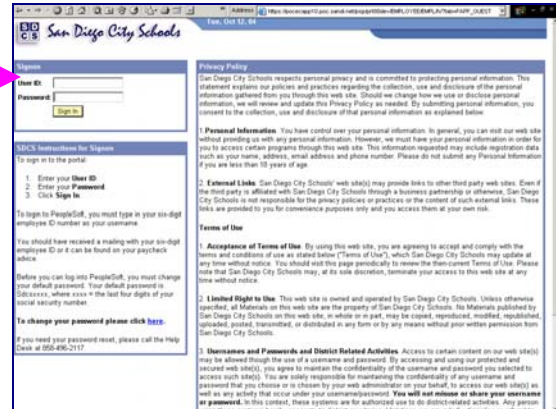 Address
SD
CS
San Diego City Schools
Tue, Oct 12, 04
Signon
User ID:
Password:
Sign In
SDCS Instructions for Signon
To sign in to the portal:
1. Enter your User ID
2. Enter your Password
3. Click Sign In
To login to PeopleSoft, you must type in your six-digit
employee ID number as your username.
You should have received a mailing with your six-digit
employee ID or it can be found on your paycheck
advice.
Before you can log into PeopleSoft, you must change
your default password. Your default password is
Sdcsxxxx, where xxxx = the last four digits of your
social security number.
To change your password please click here.
If you need your password reset, please call the Help
Desk at 858-496-2117.
Privacy Policy
San Diego City Schools respects personal privacy and is committed to protecting personal information. This
statement explains our policies and practices regarding the collection, use and disclosure of the personal
information gathered from you through this web site. Should we change how we use or disclose personal
information, we will review and update this Privacy Policy as needed. By submitting personal information, you
consent to the collection, use and disclosure of that personal information as explained below.
1. Personal Information. You have control over your personal information. In general, you can visit our web site
without providing us with any personal information. However, we must have your personal information in order for
you to access certain programs through this web site. This information requested may include registration data
such as your name, address, email address and phone number. Please do not submit any Personal Information
if you are less than 18 years of age.
2. External Links. San Diego City Schools' web site(s) may provide links to other third party web sites. Even if
the third party is affiliated with San Diego City Schools through a business partnership or otherwise, San Diego
City Schools is not responsible for the privacy policies or practices or the content of such external links. These
links are provided to you for convenience purposes only and you access them at your own risk.
Terms of Use
1. Acceptance of Terms of Use. By using this web site, you are agreeing to accept and comply with the
terms and conditions of use as stated below ("Terms of Use"), which San Diego City Schools may update at
any time without notice. You should visit this page periodically to review the then-current Terms of Use. Please
note that San Diego City Schools may, at its sole discretion, terminate your access to this web site at any
time without notice.
2. Limited Right to Use. This web site is owned and operated by San Diego City Schools. Unless otherwise
specified, all Materials on this web site are the property of San Diego City Schools. No Materials published by
San Diego City Schools on this web site, in whole or in part, may be copied, reproduced, modified, republished,
uploaded, posted, transmitted, or distributed in any form or by any means without prior written permission from
San Diego City Schools.
3. Usernames and Passwords and District Related Activities. Access to certain content on our web site(s)
may be allowed though the use of a username and password. By accessing and using our protected and
secured web site(s), you agree to maintain the confidentiality of the username and password you selected to
access such site(s). You are solely responsible for maintaining the confidentiality of any username and
password that you choose or is chosen by your web administrator on your behalf, to access our web site(s) as
well as any activity that occur under your username/password. You will not misuse or share your username
or password. In this context, these systems are for authorized use to do district-related activities. Any person